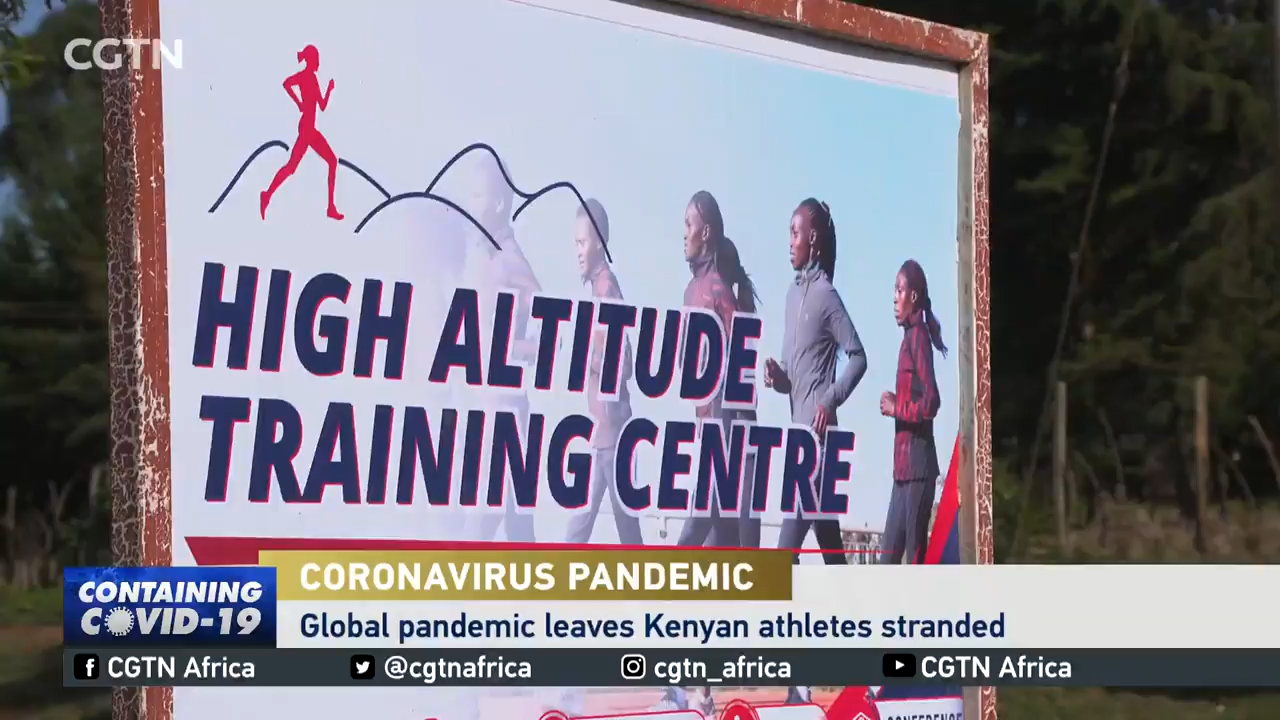 CGTN
HIGH ALTITUDE
TRAINING CENTRE
CORONAVIRUS PANDEMIC
CONTAINING
COVID-19
Global pandemic leaves Kenyan athletes stranded
CGTN Africa
@cgtnafrica
cgtn_africa
CGTN Africa
CONFERENCE